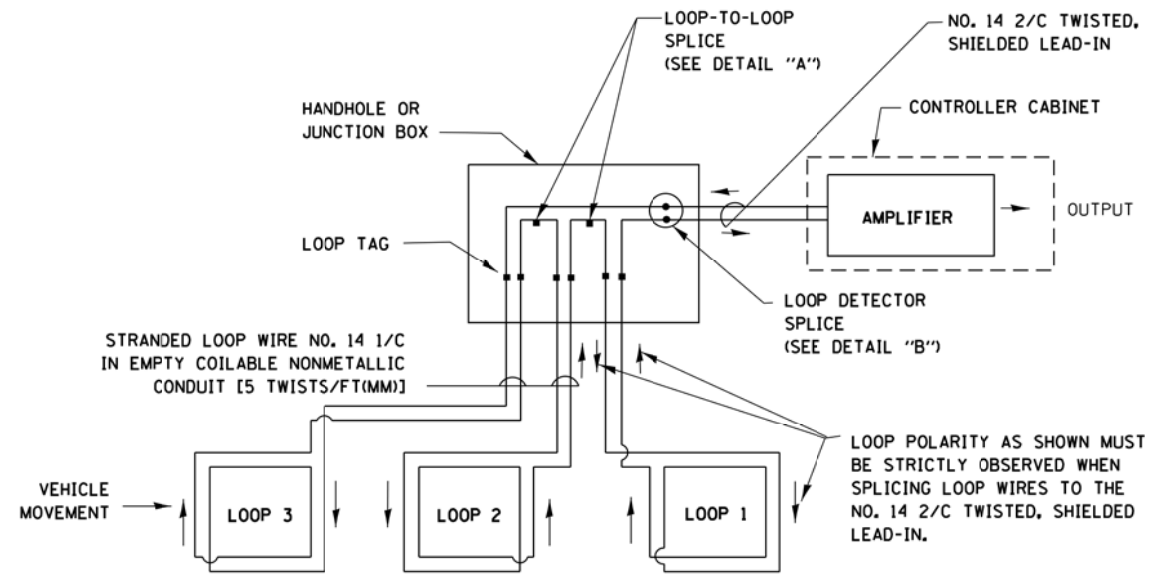 LOOP-TO-LOOP
SPLICE
(SEE DETAIL "A")
NO. 14 2/C TWISTED,
SHIELDED LEAD-IN
HANDHOLE OR
JUNCTION BOX
CONTROLLER CABINET
AMPLIFIER
OUTPUT
LOOP TAG
LOOP DETECTOR
SPLICE
(SEE DETAIL "B")
STRANDED LOOP WIRE NO. 14 1/C
IN EMPTY COILABLE NONMETALLIC
CONDUIT [5 TWISTS/FT(MM)]
LOOP POLARITY AS SHOWN MUST
BE STRICTLY OBSERVED WHEN
SPLICING LOOP WIRES TO THE
NO. 14 2/C TWISTED, SHIELDED
LEAD-IN.
VEHICLE
MOVEMENT
LOOP 3
LOOP 2
LOOP 1